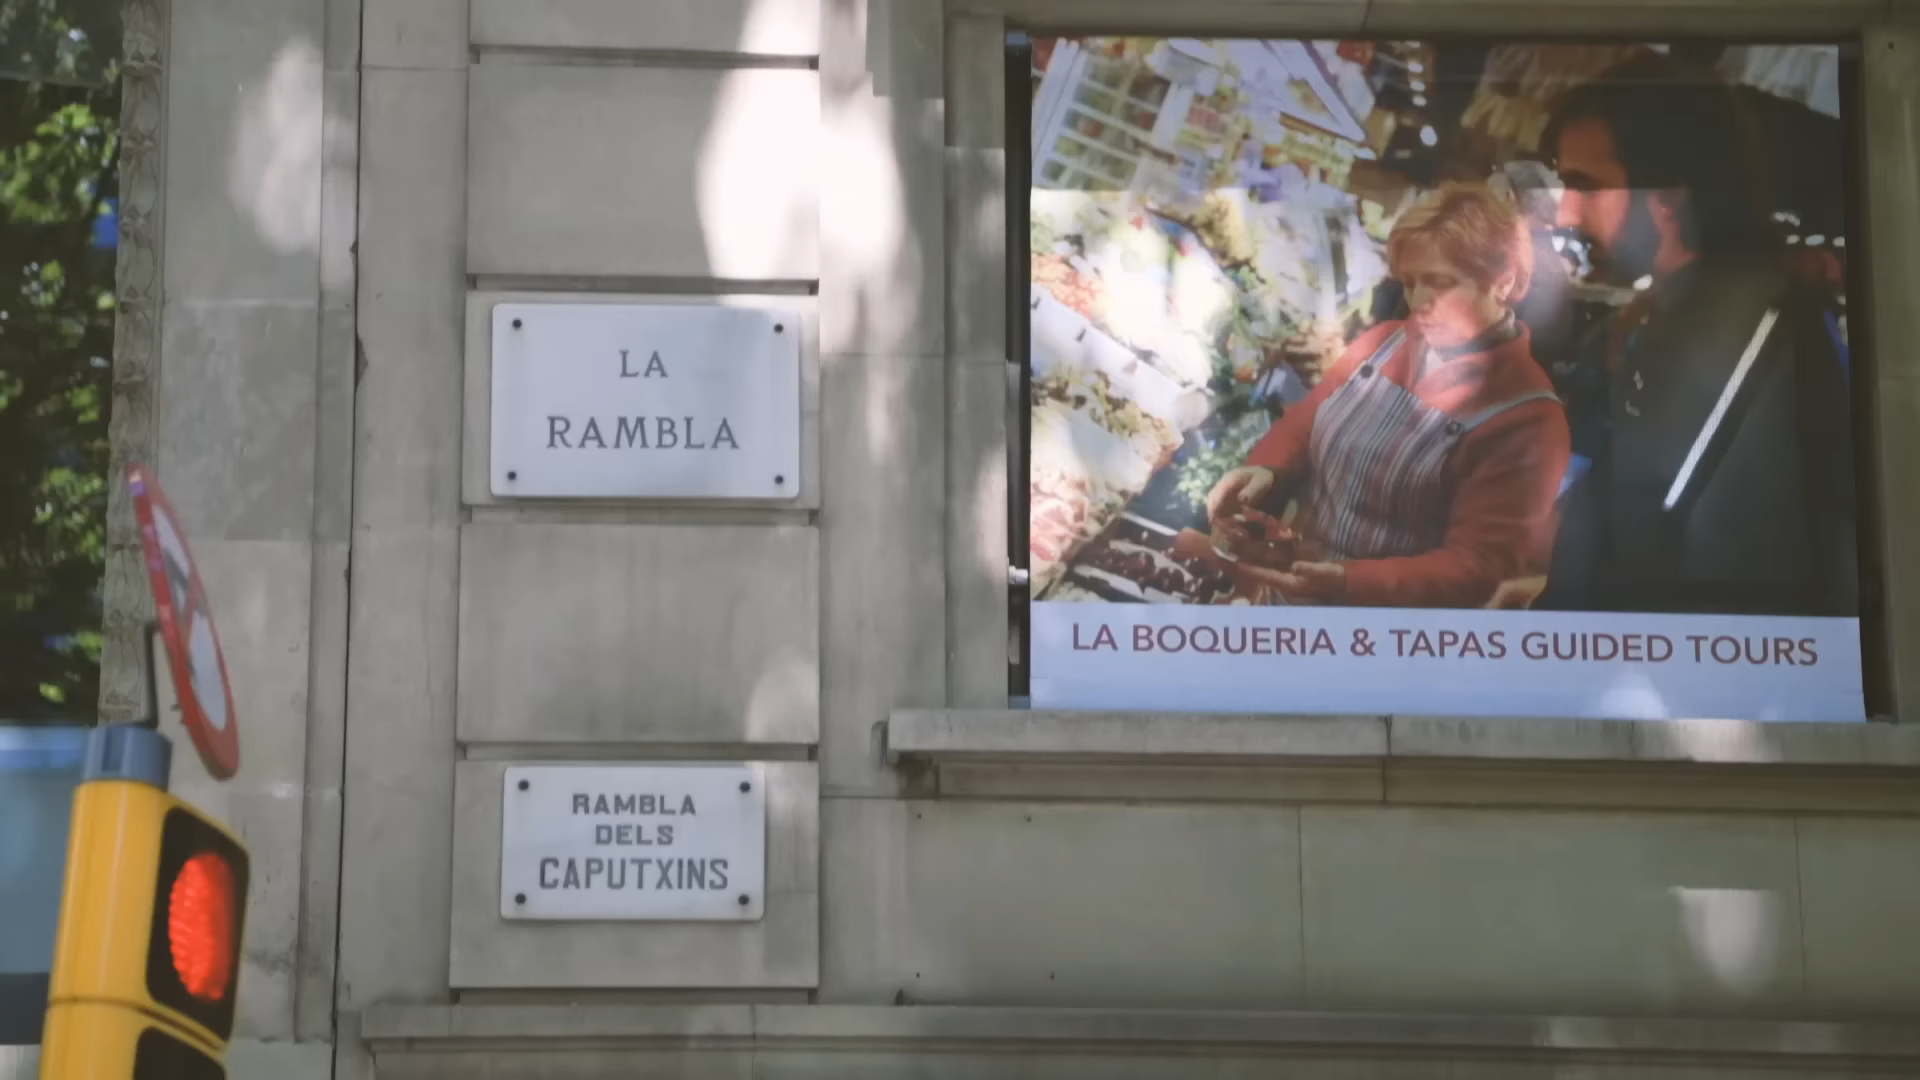 LA
RAMBLA
RAMBLA
DELS
CAPUTXINS
LA BOQUERIA & TAPAS GUIDED TOURS